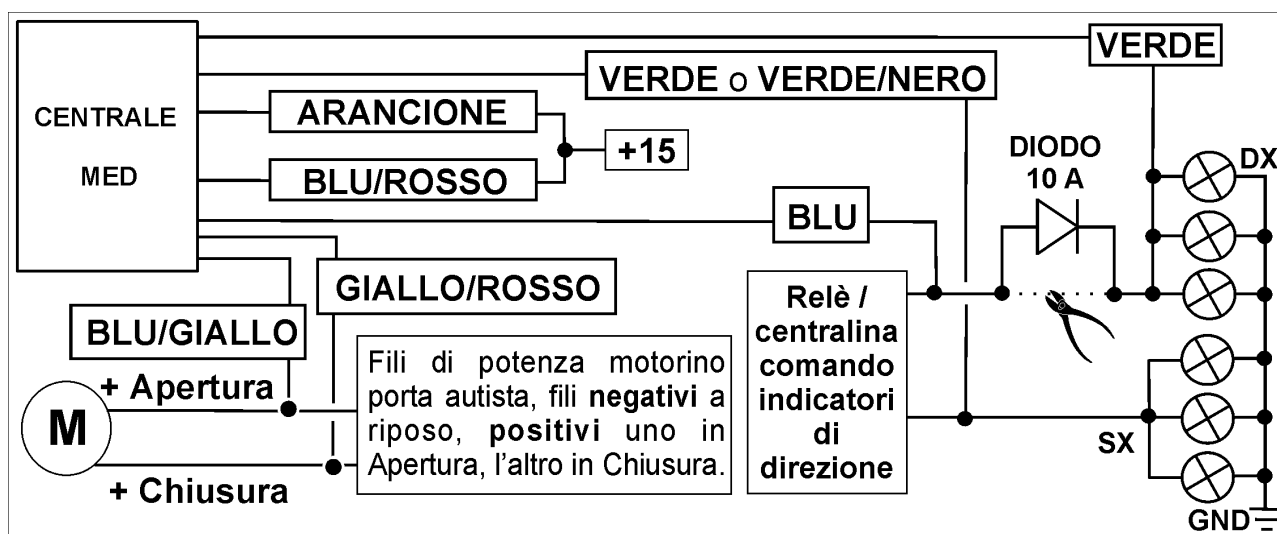 VERDE
VERDE o VERDE/NERO
CENTRALE
MED
ARANCIONE
+15
BLU/ROSSO
DIODO
10 A
DX
BLU
GIALLO/ROSSO
BLU/GIALLO
Relè /
centralina
comando
indicatori
di
direzione
+ Apertura
M
+ Chiusura
Fili di potenza motorino
porta autista, fili negativi a
riposo, positivi uno in
Apertura, l'altro in Chiusura.
SX
GND